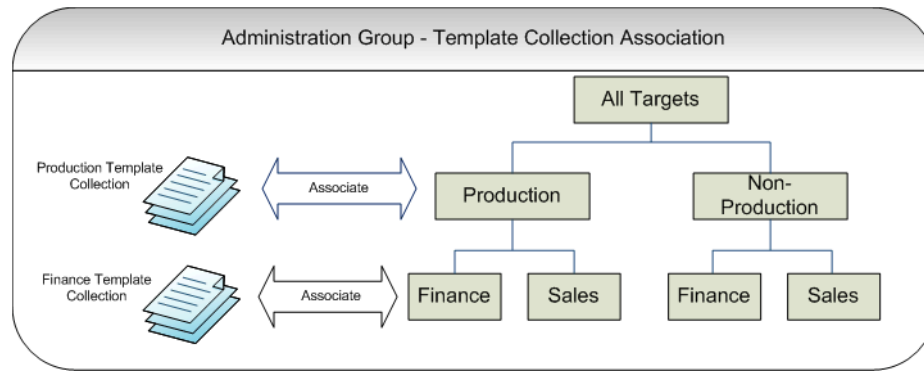 Administration Group - Template Collection Association
All Targets
Production Template
Collection
Associate
Production
Non-
Production
Finance Template
Collection
Associate
Finance
Sales
Finance
Sales